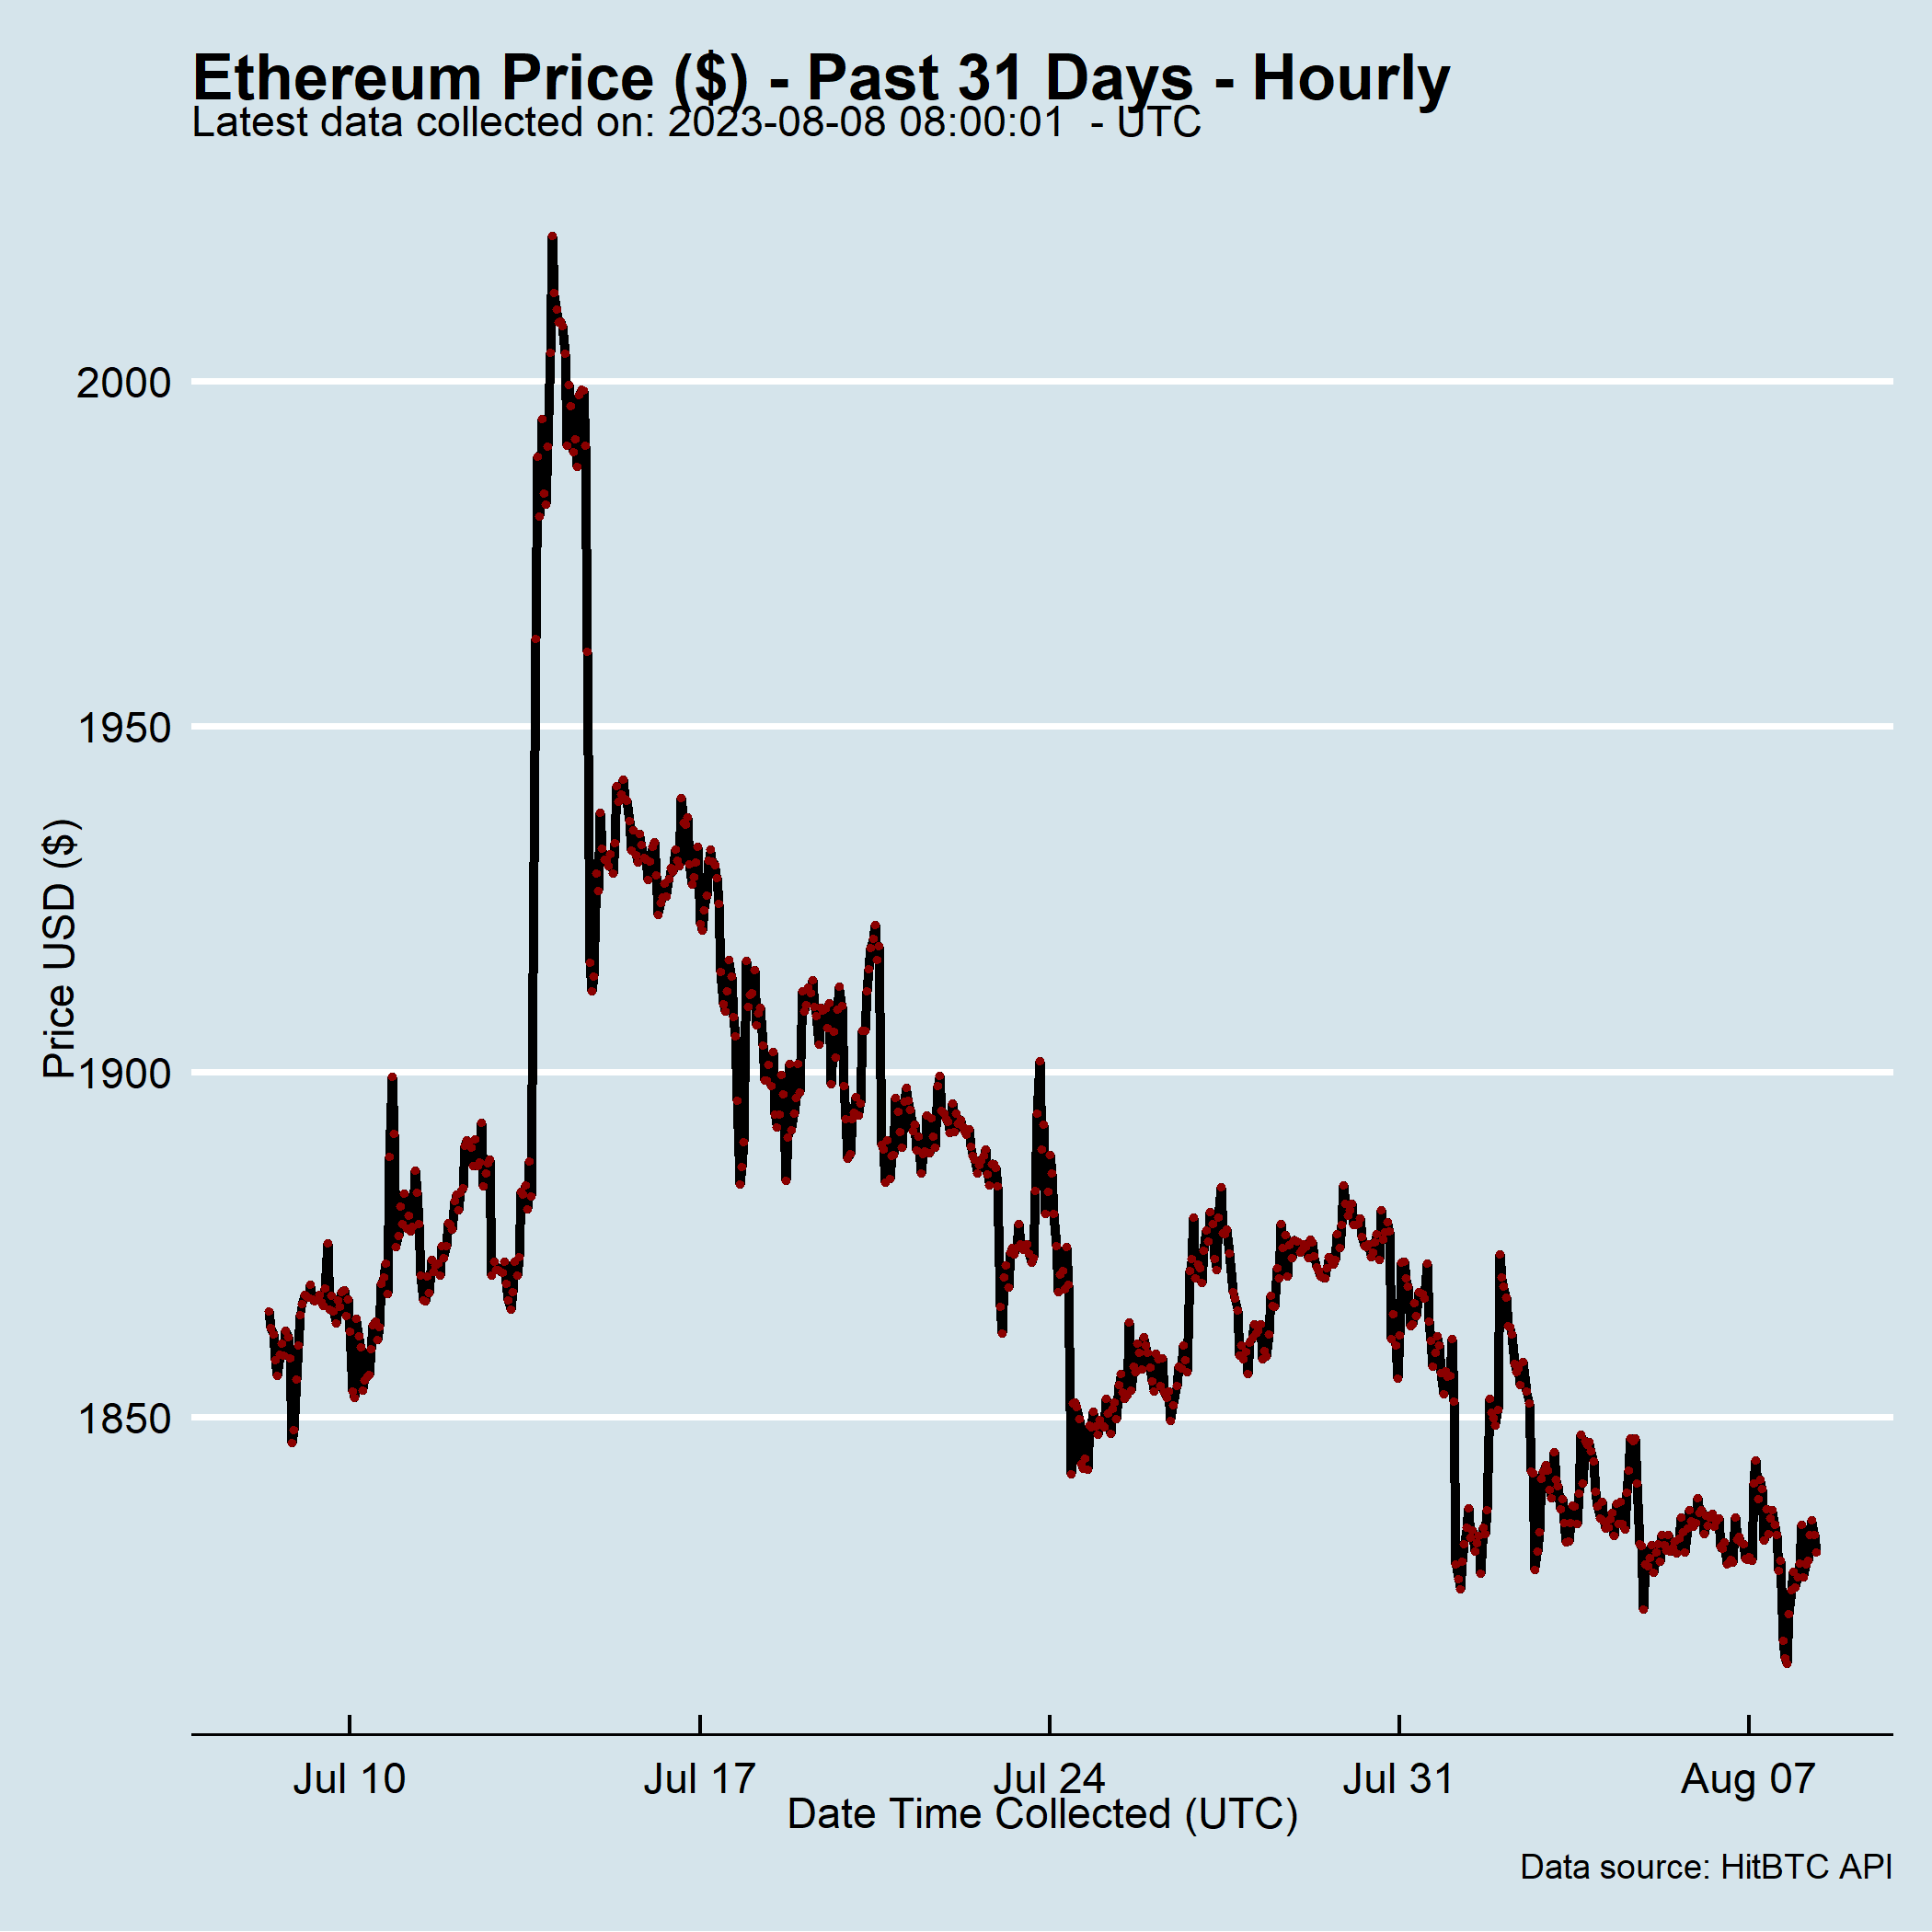 Ethereum Price ($) - Past 31 Days - Hourly
Latest data collected on: 2023-08-08 08:00:01  - UTC
Price USD ($)
2000
1950
1900
1850
Jul 10
Jul 17
Jul 24
Jul 31
Aug 07
Date Time Collected (UTC)
Data source: HitBTC API